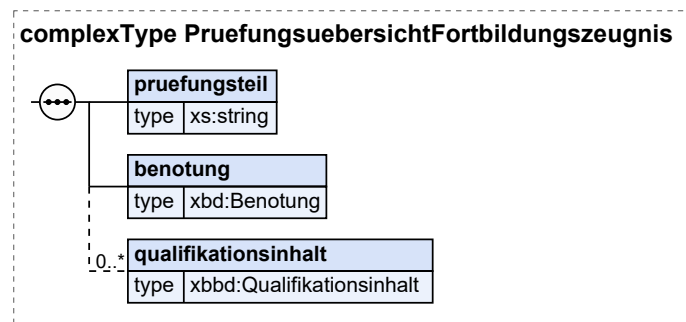 complexType PruefungsuebersichtFortbildungszeugnis
pruefungsteil
type xs:string
benotung
type xbd:Benotung
0..* qualifikationsinhalt
type xbbd:Qualifikationsinhalt